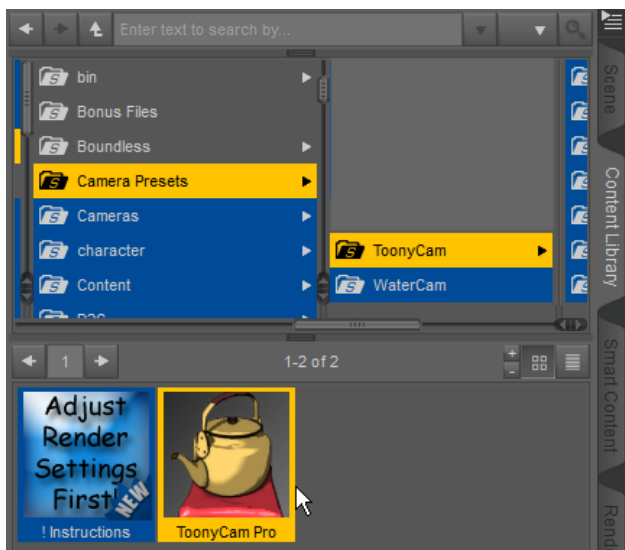 Enter text to search by...
bin
Bonus Files
Boundless
Camera Presets
Cameras
character
Content
ToonyCam
WaterCam
Scene
Content Library
Smart Content
1
1-2 of 2
Adjust
Render
Settings
First!
NEW
! Instructions
ToonyCam Pro